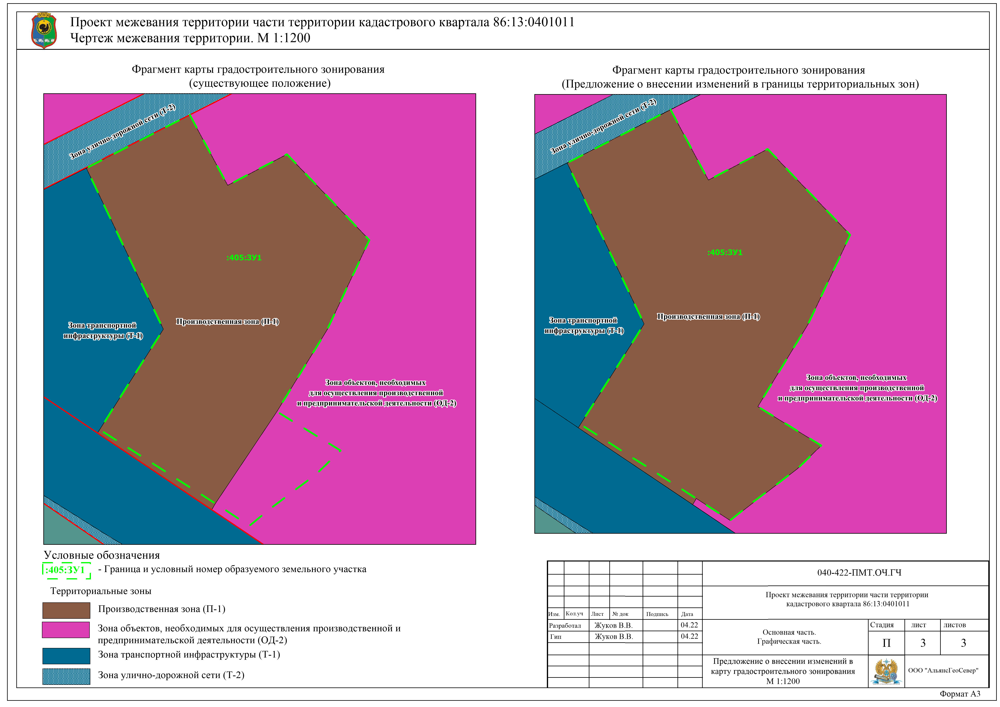 Проект межевания территории части территории кадастрового квартала 86:13:0401011
Чертеж межевания территории. М 1:1200
Фрагмент карты градостроительного зонирования
(существующее положение)
Зона улично-дорожной сети (Т-2)
:405:ЗУ1
Производственная зона (П-1)
Зона транспортной
инфраструктуры (Т-1)
Зона объектов, необходимых
для осуществления производственной
и предпринимательской деятельности (ОД-2)
Фрагмент карты градостроительного зонирования
(Предложение о внесении изменений в границы территориальных зон)
Зона улично-дорожной сети (Т-2)
:405:ЗУ1
Производственная зона (П-1)
Зона транспортной
инфраструктуры (Т-1)
Зона объектов, необходимых
для осуществления производственной
и предпринимательской деятельности (ОД-2)
Условные обозначения
:405:ЗУ1 - Граница и условный номер образуемого земельного участка
Территориальные зоны
Производственная зона (П-1)
Зона объектов, необходимых для осуществления производственной и
предпринимательской деятельности (ОД-2)
Зона транспортной инфраструктуры (Т-1)
Зона улично-дорожной сети (Т-2)
040-422-ПМТ.ОЧ.ГЧ
Проект межевания территории части территории
кадастрового квартала 86:13:0401011
Изм. Кол.уч Лист № док Подпись Дата
Разработал Жуков В.В. 04.22
Гип Жуков В.В. 04.22
Основная часть.
Графическая часть.
Стадия лист листов
П 3 3
Предложение о внесении изменений в
карту градостроительного зонирования
М 1:1200
ООО "АльянсГеоСевер"
Формат А3